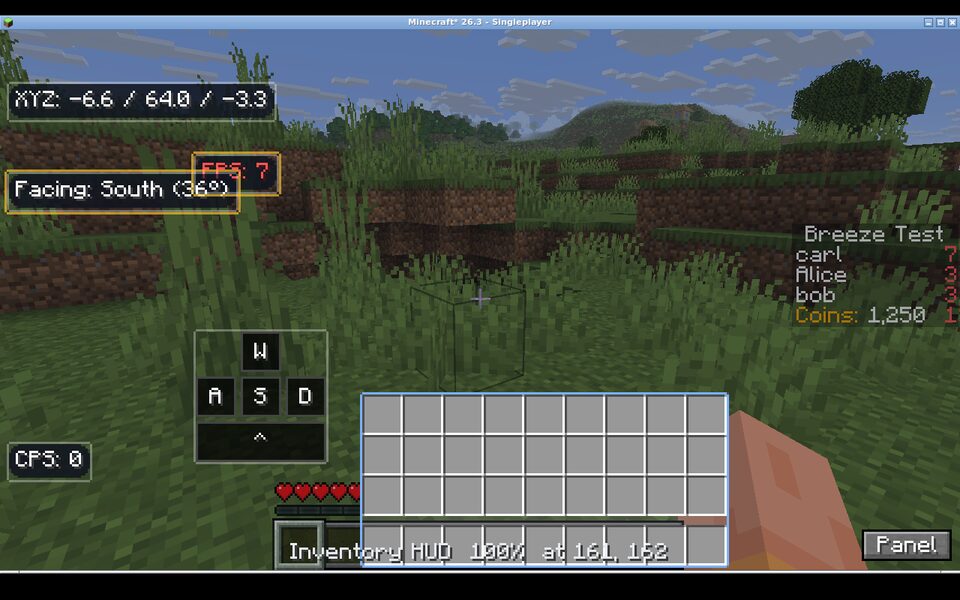 Minecraft* 26.3 - Singleplayer
XYZ: -6.6 / 64.0 / -3.3
FPS: 7
Facing: South (36°)
Breeze Test
carl 7
Alice 3
bob 3
Coins: 1,250 1
W
A S D
^
CPS: 0
Inventory HUD 100% at 161, 162
Panel